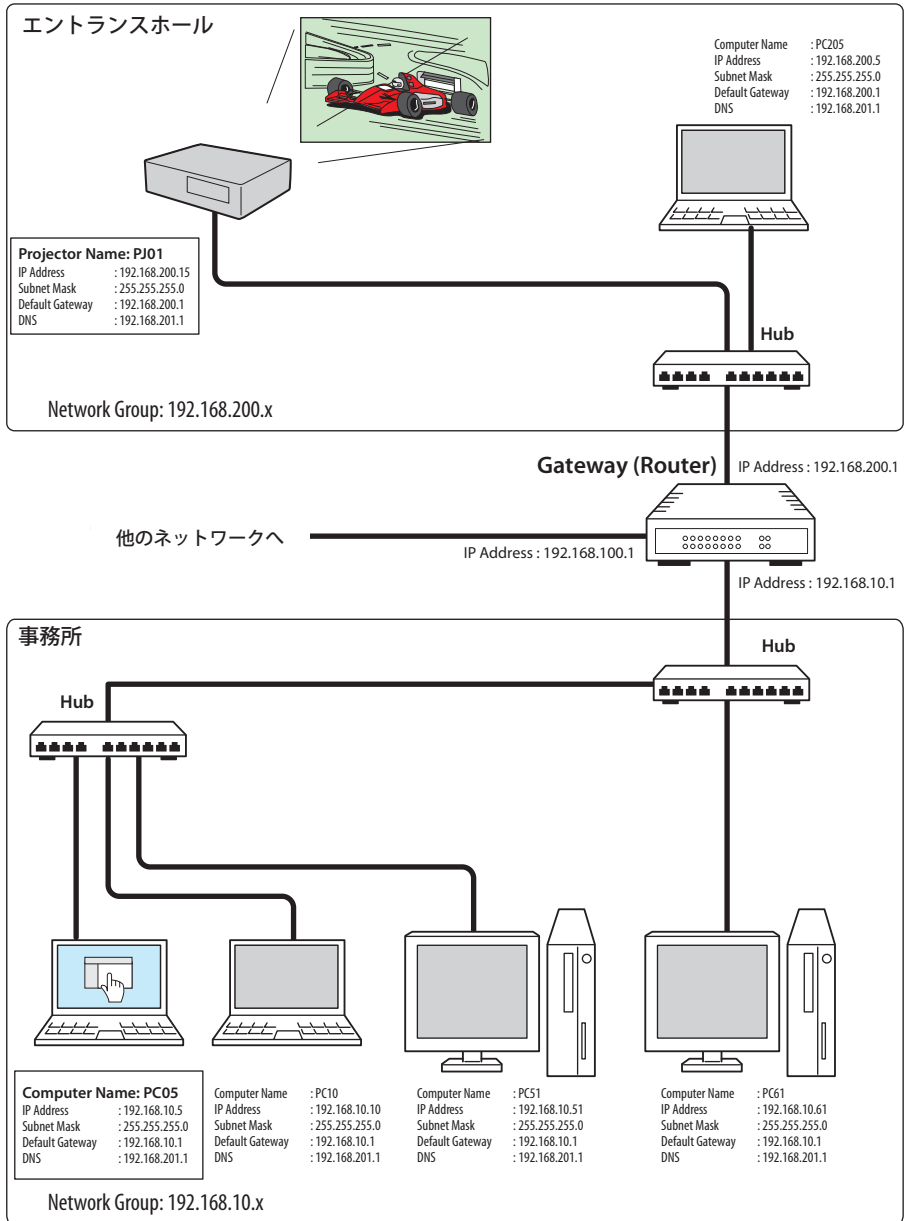 エントランスホール
Computer Name : PC205
IP Address : 192.168.200.5
Subnet Mask : 255.255.255.0
Default Gateway : 192.168.200.1
DNS : 192.168.201.1
Projector Name: PJ01
IP Address : 192.168.200.15
Subnet Mask : 255.255.255.0
Default Gateway : 192.168.200.1
DNS : 192.168.201.1
Hub
Network Group: 192.168.200.x
Gateway (Router)
IP Address : 192.168.200.1
他のネットワークへ
IP Address : 192.168.100.1
IP Address : 192.168.10.1
事務所
Hub
Hub
Computer Name: PC05
IP Address : 192.168.10.5
Subnet Mask : 255.255.255.0
Default Gateway : 192.168.10.1
DNS : 192.168.201.1
Computer Name : PC10
IP Address : 192.168.10.10
Subnet Mask : 255.255.255.0
Default Gateway : 192.168.10.1
DNS : 192.168.201.1
Computer Name : PC51
IP Address : 192.168.10.51
Subnet Mask : 255.255.255.0
Default Gateway : 192.168.10.1
DNS : 192.168.201.1
Computer Name : PC61
IP Address : 192.168.10.61
Subnet Mask : 255.255.255.0
Default Gateway : 192.168.10.1
DNS : 192.168.201.1
Network Group: 192.168.10.x